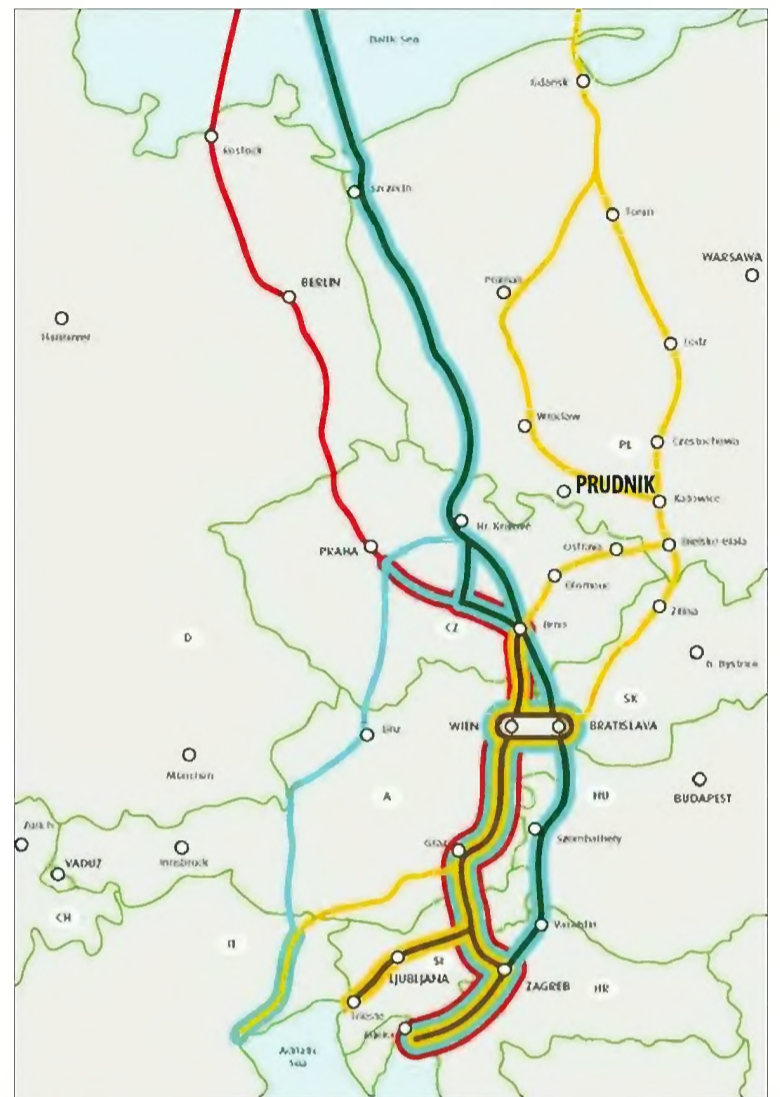 Baltic Sea
Gdańsk
Rostock
Szczecin
Toruń
WARSAWA
BERLIN
Poznań
Hannover
Łódź
Wrocław
PL
Częstochowa
PRUDNIK
Katowice
Hr. Králové
PRAHA
Ostrava
Bielsko-Biała
Olomouc
CZ
Brno
Žilina
D
B. Bystrica
SK
WIEN
BRATISLAVA
Linz
München
A
HU
BUDAPEST
Zürich
Graz
Szombathely
VADUZ
Innsbruck
CH
IT
Varaždin
SI
LJUBLJANA
ZAGREB
HR
Trieste
Rijeka
Adriatic
Sea